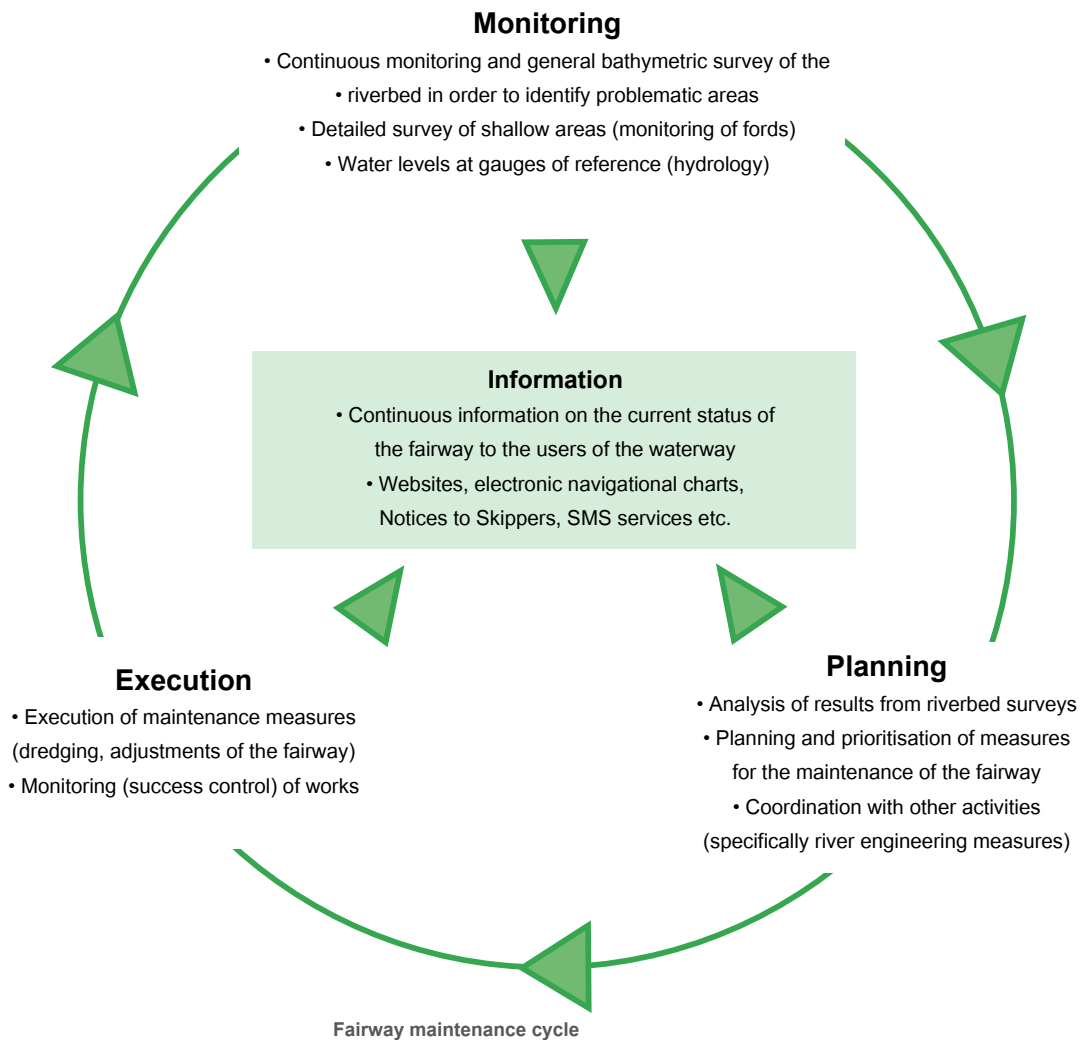 Monitoring
• Continuous monitoring and general bathymetric survey of the
• riverbed in order to identify problematic areas
• Detailed survey of shallow areas (monitoring of fords)
• Water levels at gauges of reference (hydrology)
Information
• Continuous information on the current status of
the fairway to the users of the waterway
• Websites, electronic navigational charts,
Notices to Skippers, SMS services etc.
Execution
• Execution of maintenance measures
(dredging, adjustments of the fairway)
• Monitoring (success control) of works
Planning
• Analysis of results from riverbed surveys
• Planning and prioritisation of measures
for the maintenance of the fairway
• Coordination with other activities
(specifically river engineering measures)
Fairway maintenance cycle